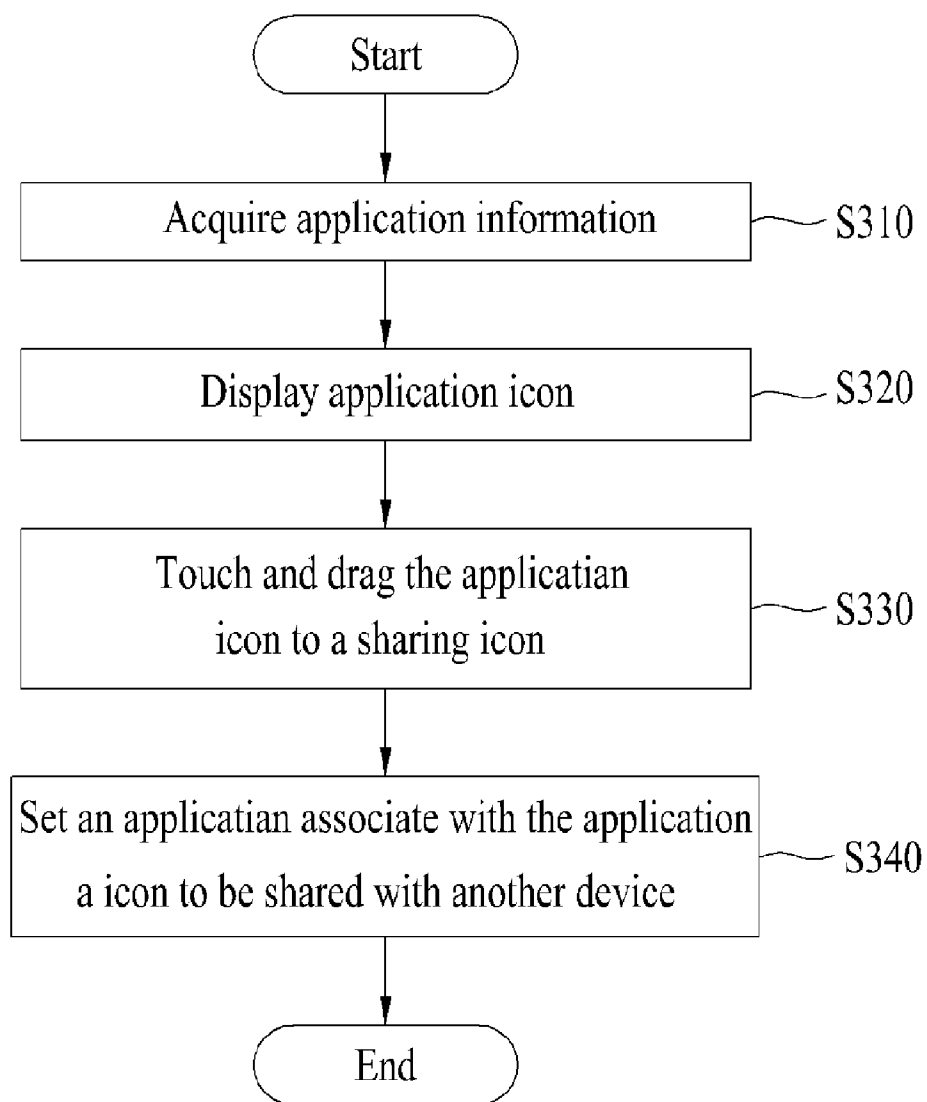 Start
Acquire application information
S310
Display application icon
S320
Touch and drag the applicatian
icon to a sharing icon
S330
Set an applicatian associate with the application
a icon to be shared with another device
S340
End